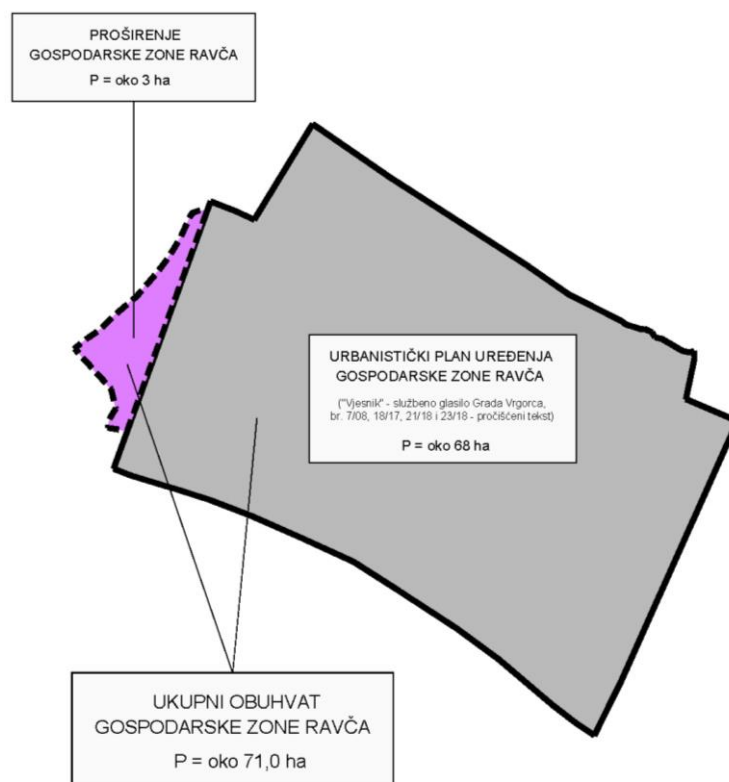 PROŠIRENJE
GOSPODARSKE ZONE RAVČA
P = oko 3 ha
URBANISTIČKI PLAN UREĐENJA
GOSPODARSKE ZONE RAVČA
("Vjesnik" - službeno glasilo Grada Vrgorca,
br. 7/08, 18/17, 21/18 i 23/18 - pročišćeni tekst)
P = oko 68 ha
UKUPNI OBUHVAT
GOSPODARSKE ZONE RAVČA
P = oko 71,0 ha